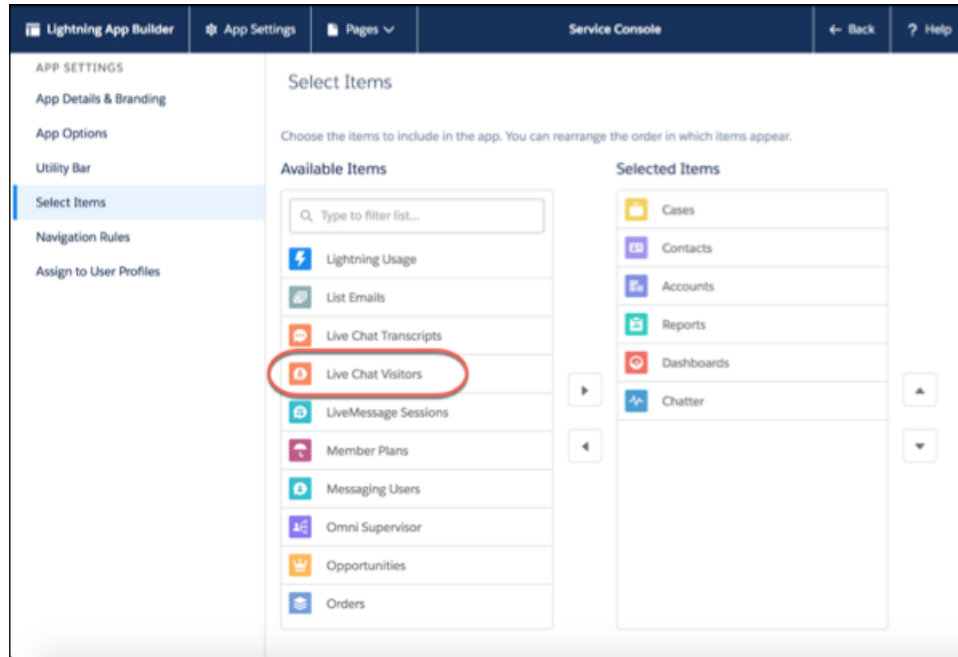 Lightning App Builder App Settings Pages Service Console Back Help
APP SETTINGS
App Details & Branding
App Options
Utility Bar
Select Items
Navigation Rules
Assign to User Profiles
Select Items
Choose the items to include in the app. You can rearrange the order in which items appear.
Available Items
Type to filter list...
Lightning Usage
List Emails
Live Chat Transcripts
Live Chat Visitors
LiveMessage Sessions
Member Plans
Messaging Users
Omni Supervisor
Opportunities
Orders
Selected Items
Cases
Contacts
Accounts
Reports
Dashboards
Chatter